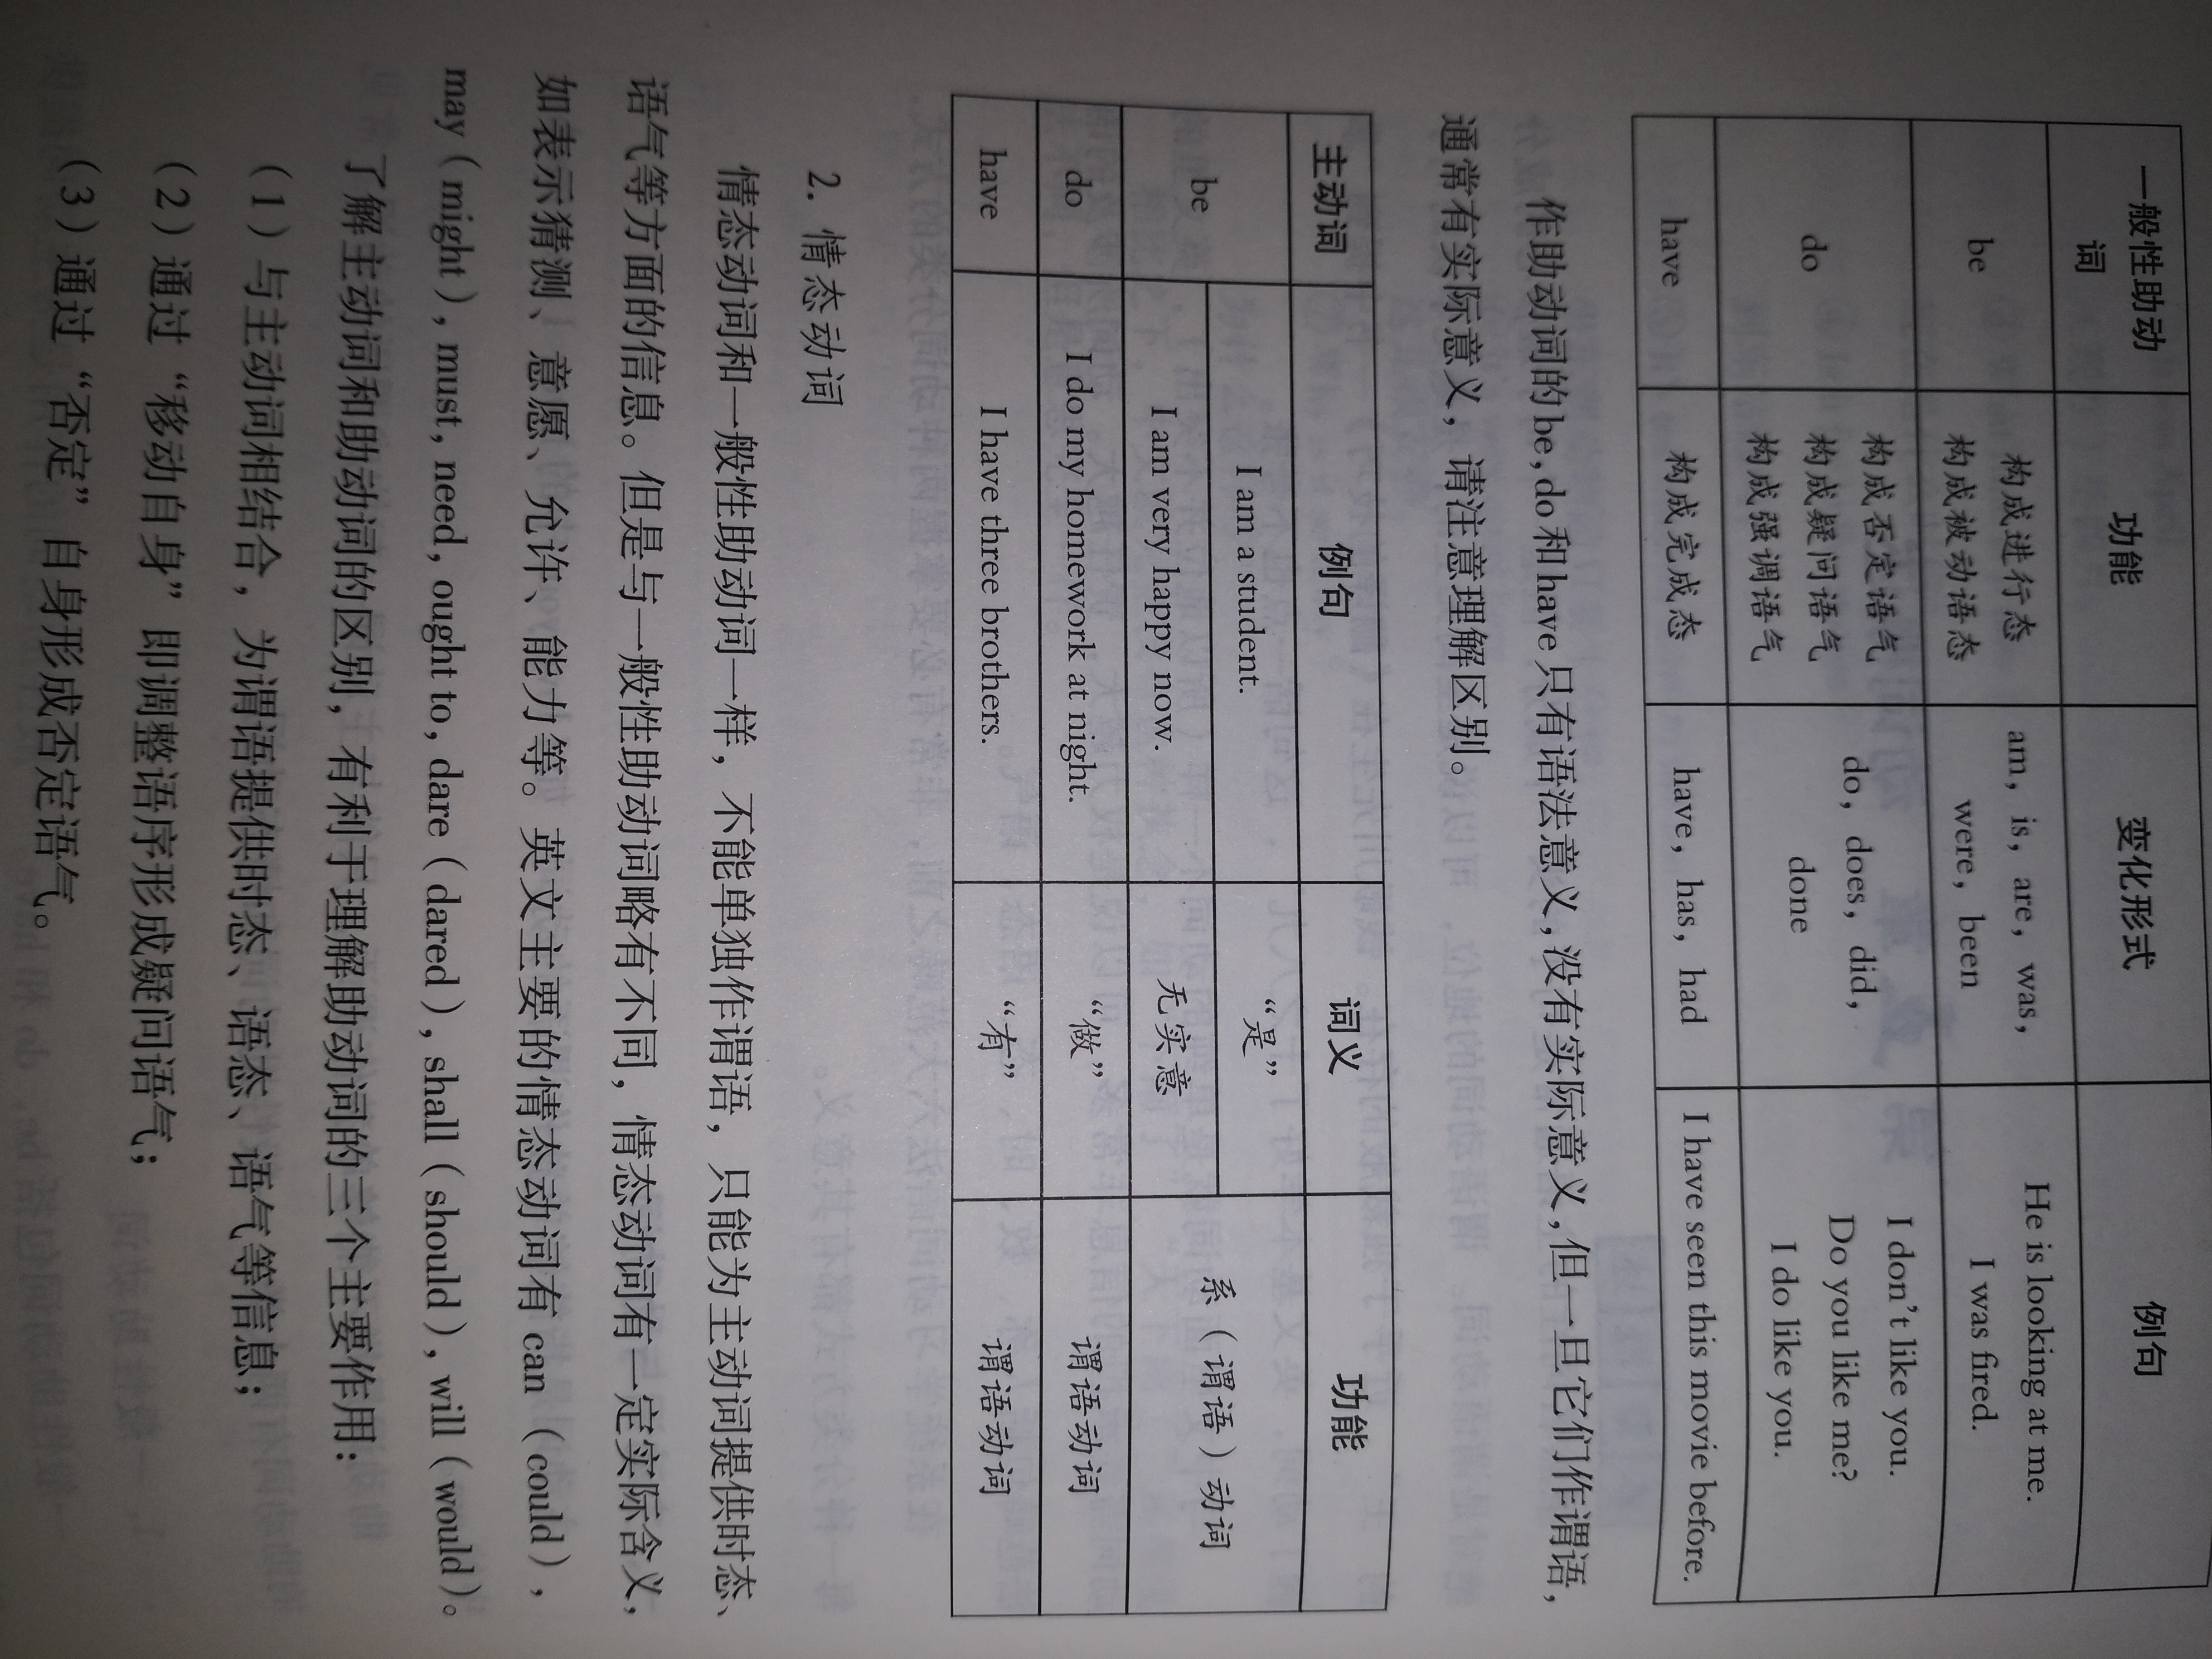 一般性助动词 功能 变化形式 例句
be 构成进行态 构成被动语态 am, is, are, was, were, been He is looking at me. I was fired.
do 构成否定语气 构成疑问语气 构成强调语气 do, does, did, done I don't like you. Do you like me? I do like you.
have 构成完成态 have, has, had I have seen this movie before.
作助动词的be,do和have只有语法意义,没有实际意义,但一旦它们作谓语,
通常有实际意义，请注意理解区别。
主动词 例句 词义 功能
be I am a student. “是” 系（谓语）动词
I am very happy now. 无实意
do I do my homework at night. “做” 谓语动词
have I have three brothers. “有” 谓语动词
2. 情态动词
情态动词和一般性助动词一样，不能单独作谓语，只能为主动词提供时态、
语气等方面的信息。但是与一般性助动词略有不同，情态动词有一定实际含义，
如表示猜测、意愿、允许、能力等。英文主要的情态动词有 can （could），
may（might）, must, need, ought to, dare（dared）, shall（should）, will（would）。
了解主动词和助动词的区别，有利于理解助动词的三个主要作用：
（1）与主动词相结合，为谓语提供时态、语态、语气等信息；
（2）通过“移动自身”即调整语序形成疑问语气；
（3）通过“否定”自身形成否定语气。